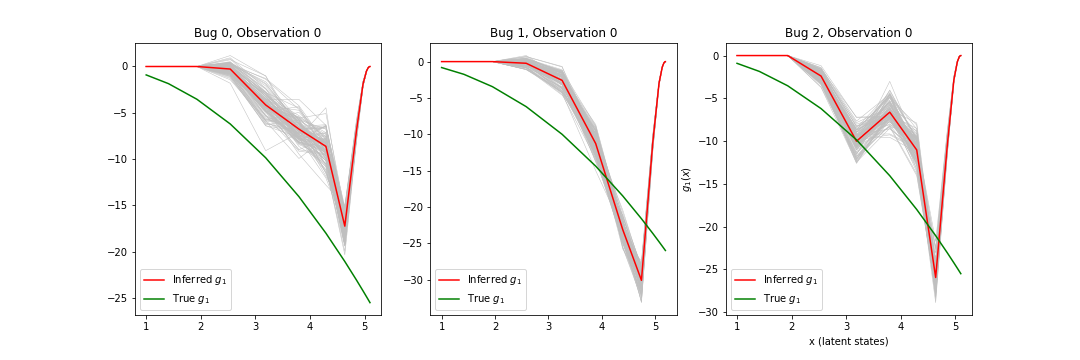 Bug 0, Observation 0
0
−5
−10
−15
−20
−25
1 2 3 4 5
Inferred g₁
True g₁
Bug 1, Observation 0
0
−5
−10
−15
−20
−25
−30
1 2 3 4 5
Inferred g₁
True g₁
Bug 2, Observation 0
g₁(x)
0
−5
−10
−15
−20
−25
−30
1 2 3 4 5
x (latent states)
Inferred g₁
True g₁